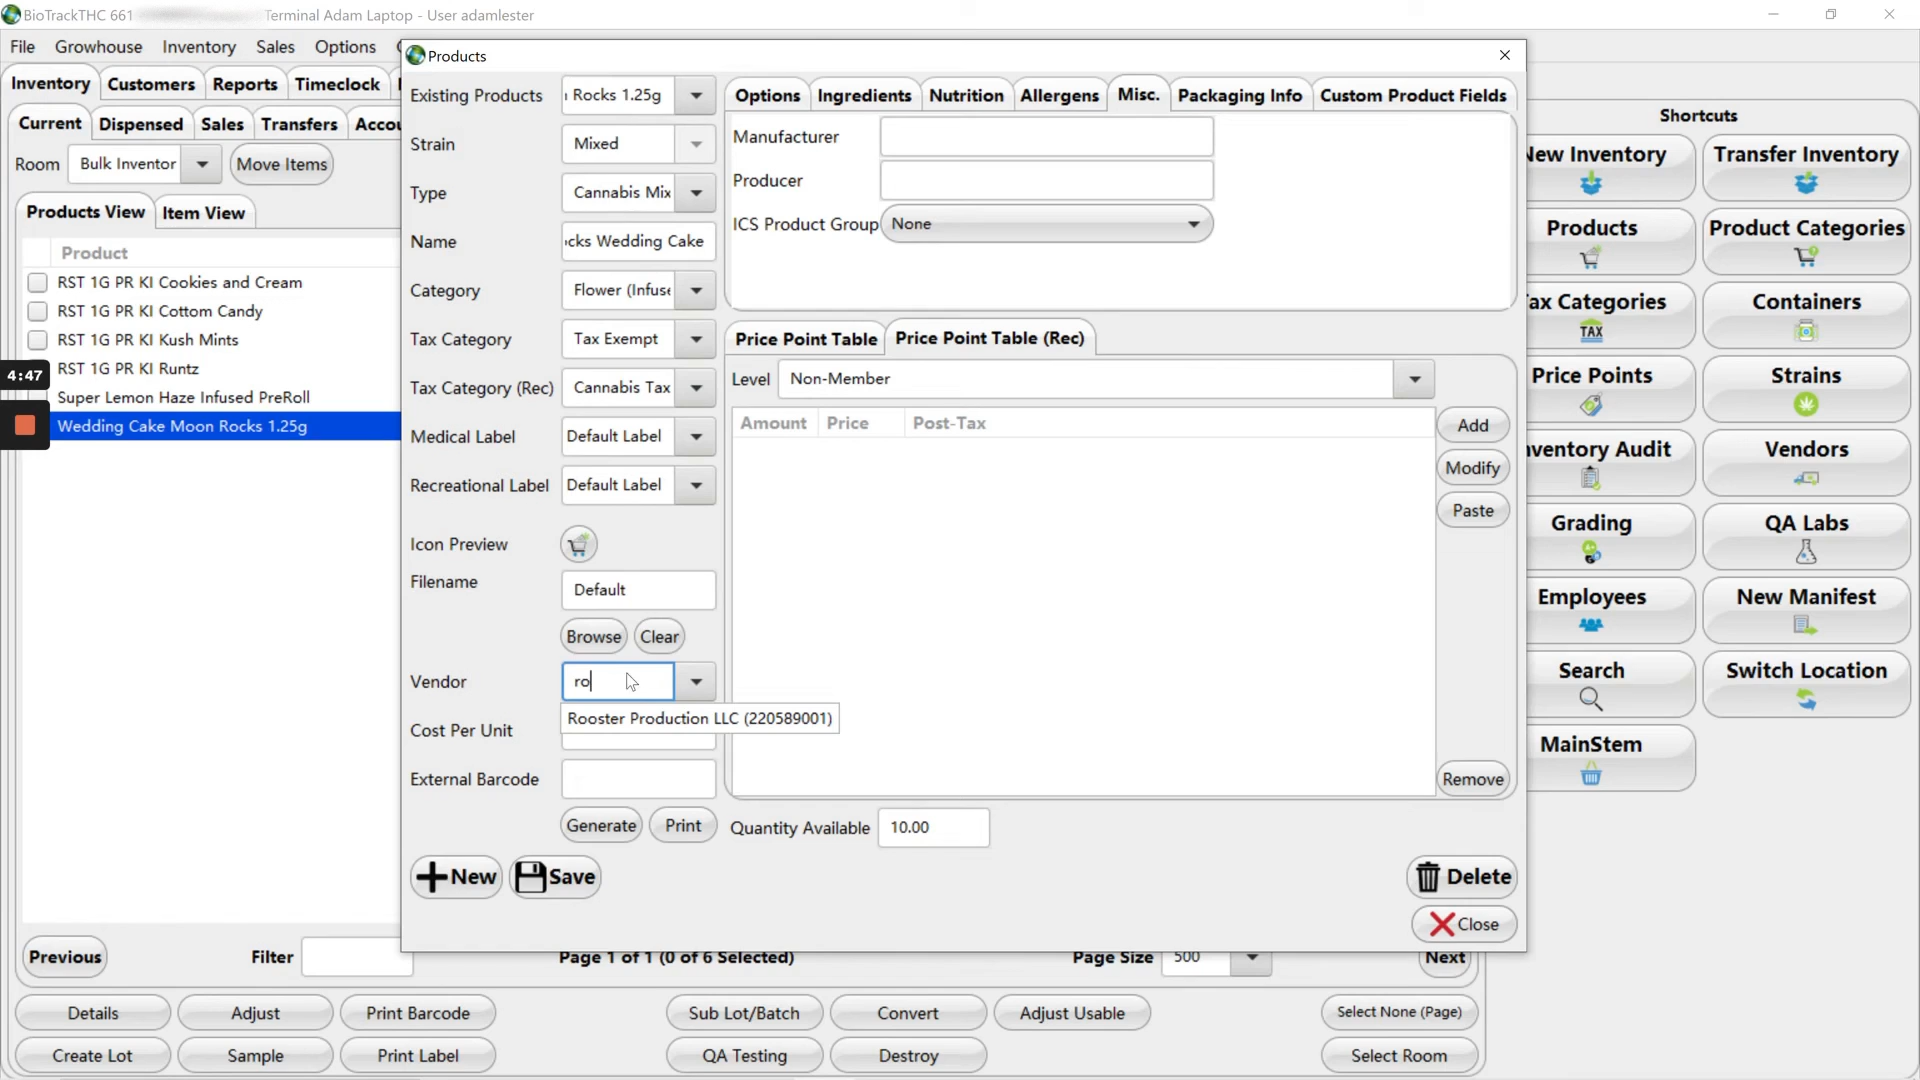 BioTrackTHC 661 Terminal Adam Laptop - User adamlester
File Growhouse Inventory Sales Options
Inventory Customers Reports Timeclock
Current Dispensed Sales Transfers Accou
Room Bulk Inventor Move Items
Products View Item View
Product
RST 1G PR KI Cookies and Cream
RST 1G PR KI Cottom Candy
RST 1G PR KI Kush Mints
RST 1G PR KI Runtz
Super Lemon Haze Infused PreRoll
Wedding Cake Moon Rocks 1.25g
4:47
Previous Filter Page 1 of 1 (0 of 6 Selected) Page Size 500 Next
Details Adjust Print Barcode Sub Lot/Batch Convert Adjust Usable Select None (Page)
Create Lot Sample Print Label QA Testing Destroy Select Room
Products
Existing Products Rocks 1.25g
Strain Mixed
Type Cannabis Mix
Name ocks Wedding Cake
Category Flower (Infuse
Tax Category Tax Exempt
Tax Category (Rec) Cannabis Tax
Medical Label Default Label
Recreational Label Default Label
Icon Preview
Filename Default
Browse Clear
Vendor ro
Rooster Production LLC (220589001)
Cost Per Unit
External Barcode
Generate Print
New Save
Options Ingredients Nutrition Allergens Misc. Packaging Info Custom Product Fields
Manufacturer
Producer
ICS Product Group None
Price Point Table Price Point Table (Rec)
Level Non-Member
Amount Price Post-Tax
Add
Modify
Paste
Remove
Quantity Available 10.00
Delete
Close
Shortcuts
New Inventory Transfer Inventory
Products Product Categories
Tax Categories Containers
TAX
Price Points Strains
nventory Audit Vendors
Grading QA Labs
Employees New Manifest
Search Switch Location
MainStem